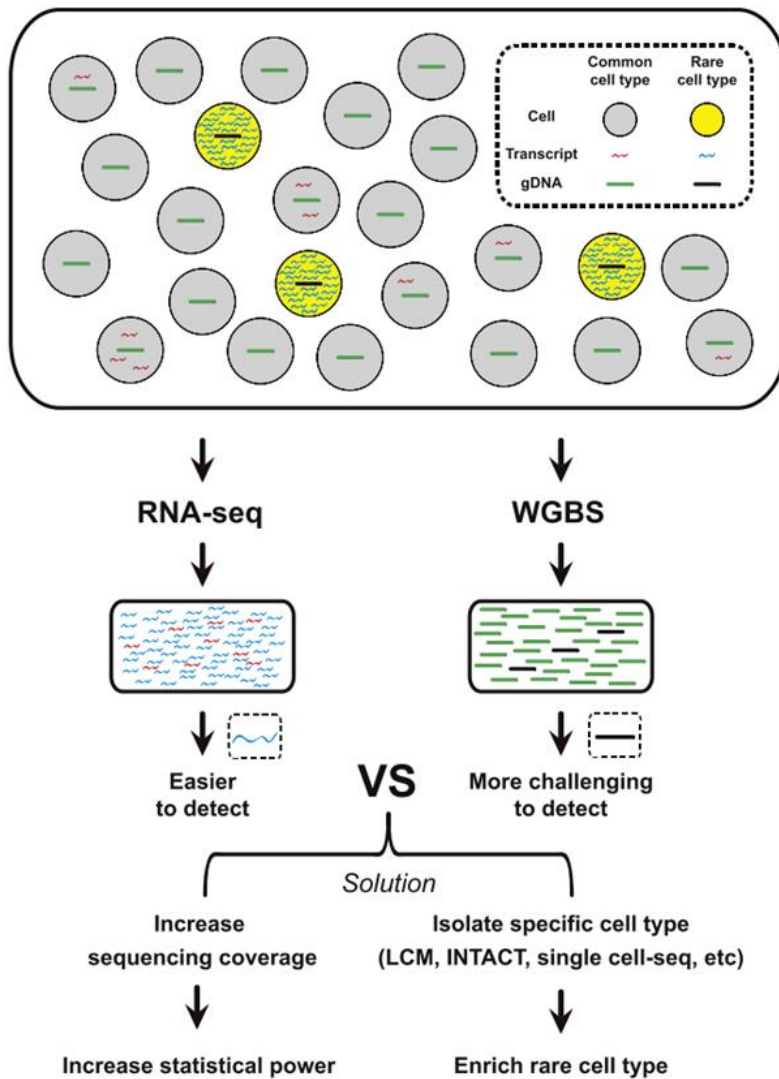 Common Rare
cell type cell type
Cell
Transcript
gDNA
RNA-seq WGBS
Easier
to detect
VS
More challenging
to detect
Solution
Increase
sequencing coverage
Isolate specific cell type
(LCM, INTACT, single cell-seq, etc)
Increase statistical power
Enrich rare cell type